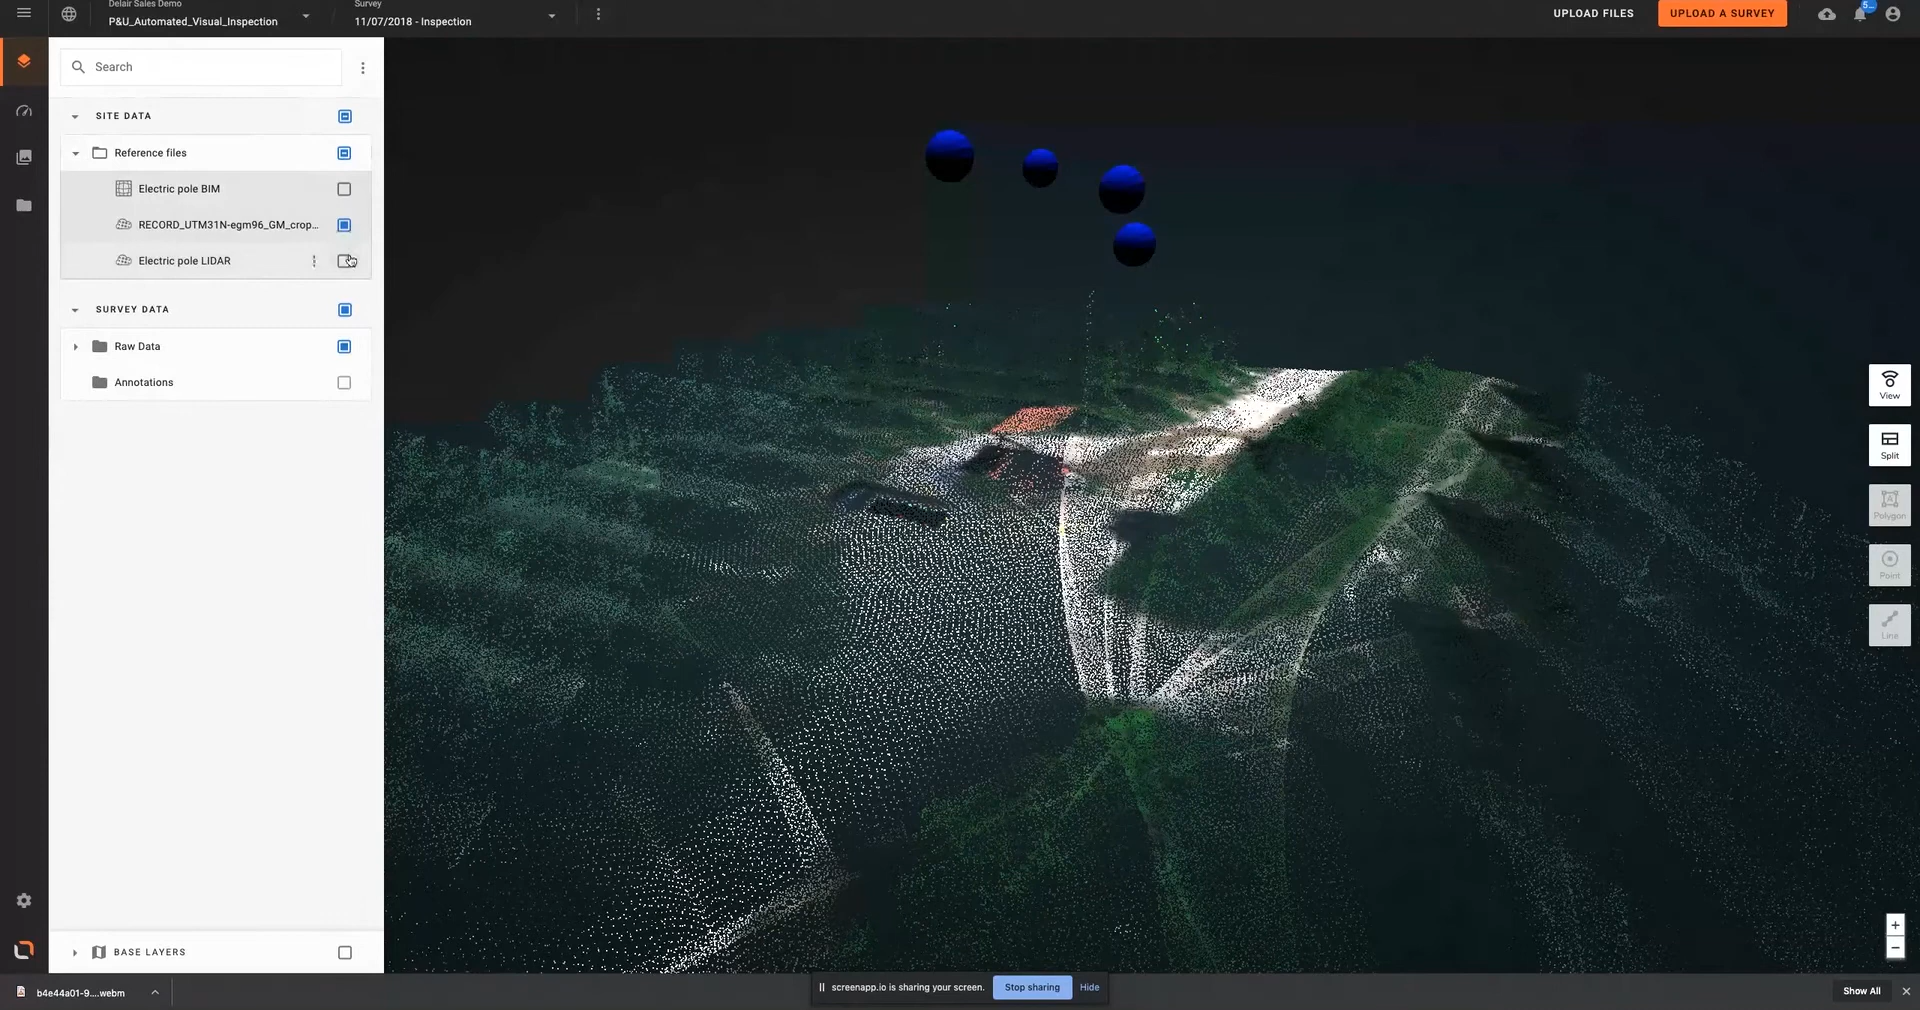 Delair Sales Demo
P&U_Automated_Visual_Inspection
Survey
11/07/2018 - Inspection
UPLOAD FILES
UPLOAD A SURVEY
5...
Search
SITE DATA
Reference files
Electric pole BIM
RECORD_UTM31N-egm96_GM_crop...
Electric pole LIDAR
SURVEY DATA
Raw Data
Annotations
View
Split
Polygon
Point
Line
+
−
BASE LAYERS
b4e44a01-9....webm
screenapp.io is sharing your screen.
Stop sharing
Hide
Show All